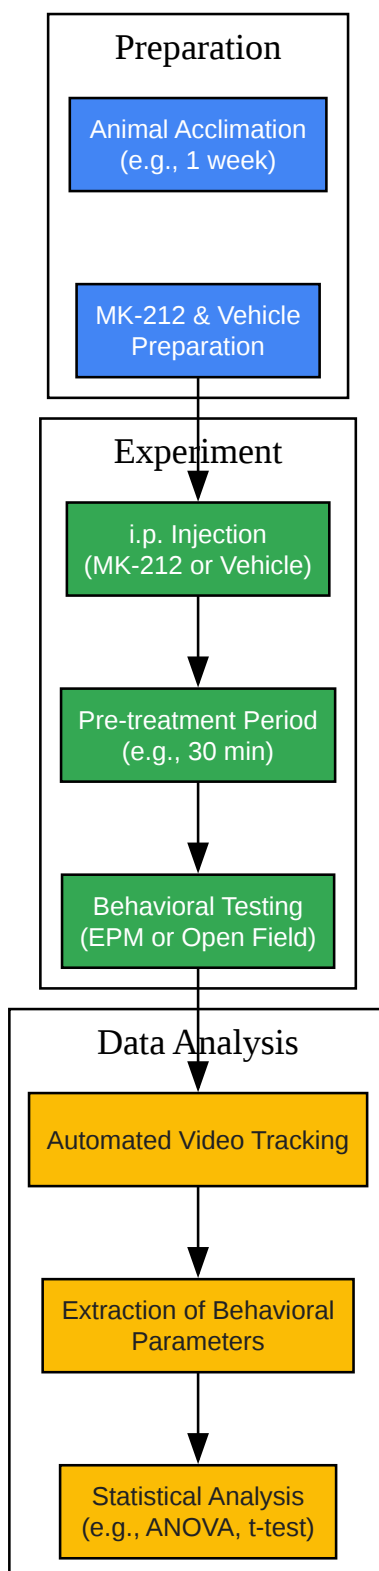 Preparation
Animal Acclimation
(e.g., 1 week)
MK-212 & Vehicle
Preparation
Experiment
i.p. Injection
(MK-212 or Vehicle)
Pre-treatment Period
(e.g., 30 min)
Behavioral Testing
(EPM or Open Field)
Data Analysis
Automated Video Tracking
Extraction of Behavioral
Parameters
Statistical Analysis
(e.g., ANOVA, t-test)